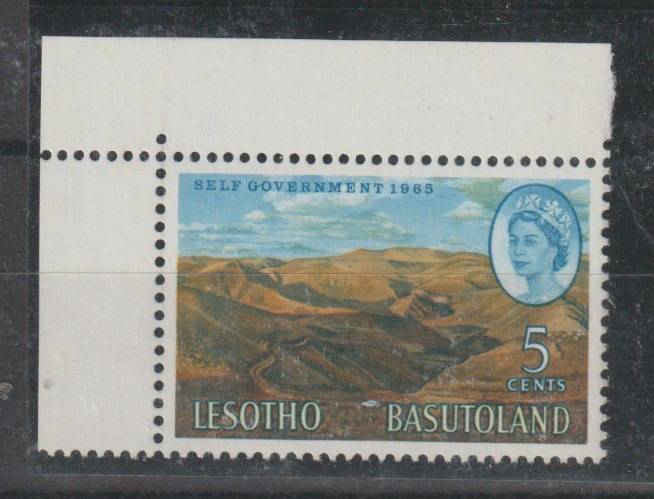 SELF GOVERNMENT 1965
5
CENTS
LESOTHO BASUTOLAND